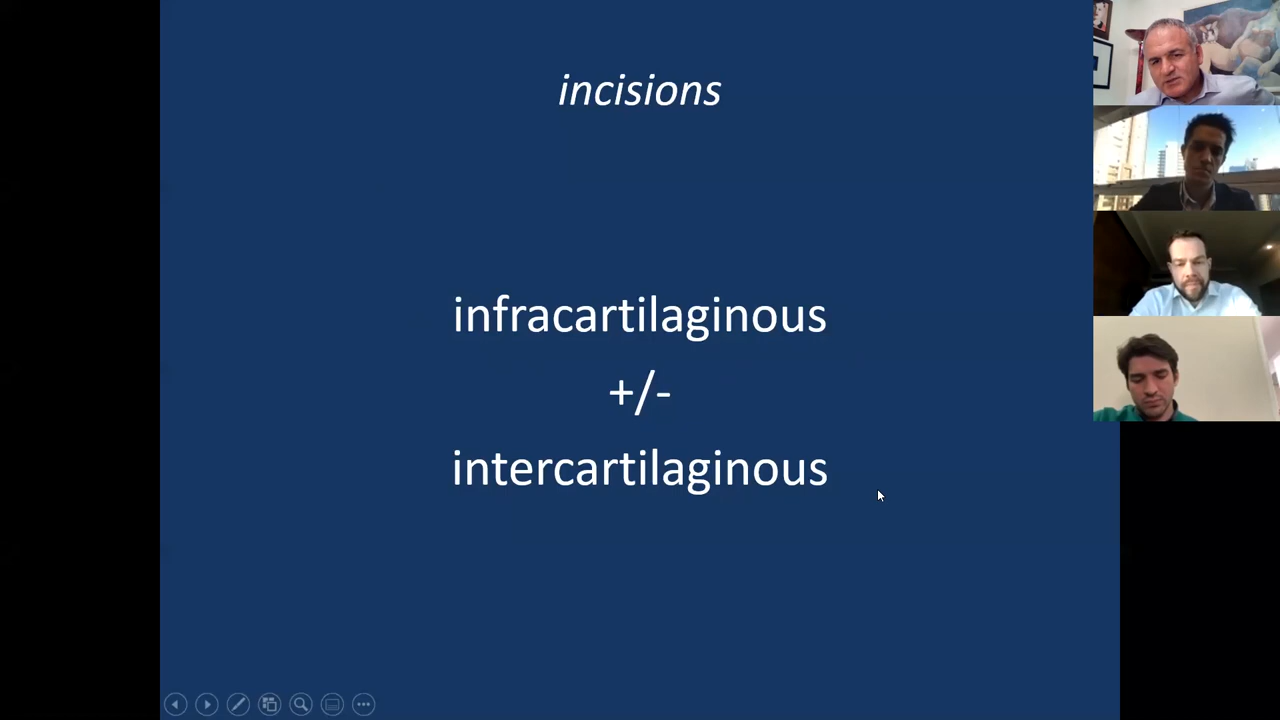 incisions
infracartilaginous
+/-
intercartilaginous